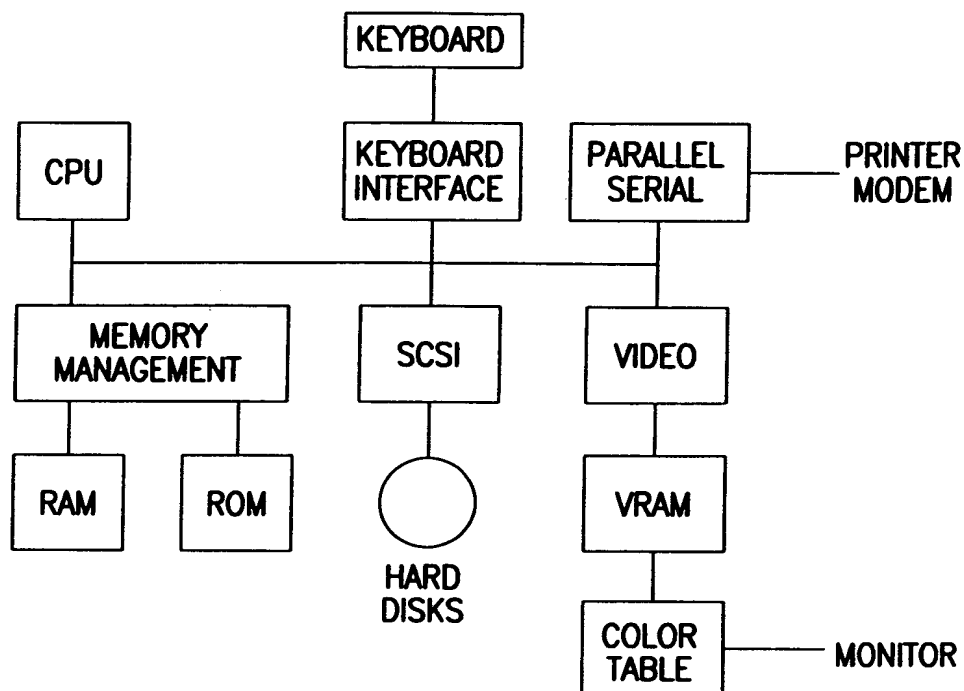 KEYBOARD
CPU
KEYBOARD
INTERFACE
PARALLEL
SERIAL
PRINTER
MODEM
MEMORY
MANAGEMENT
SCSI
VIDEO
RAM
ROM
VRAM
HARD
DISKS
COLOR
TABLE
MONITOR